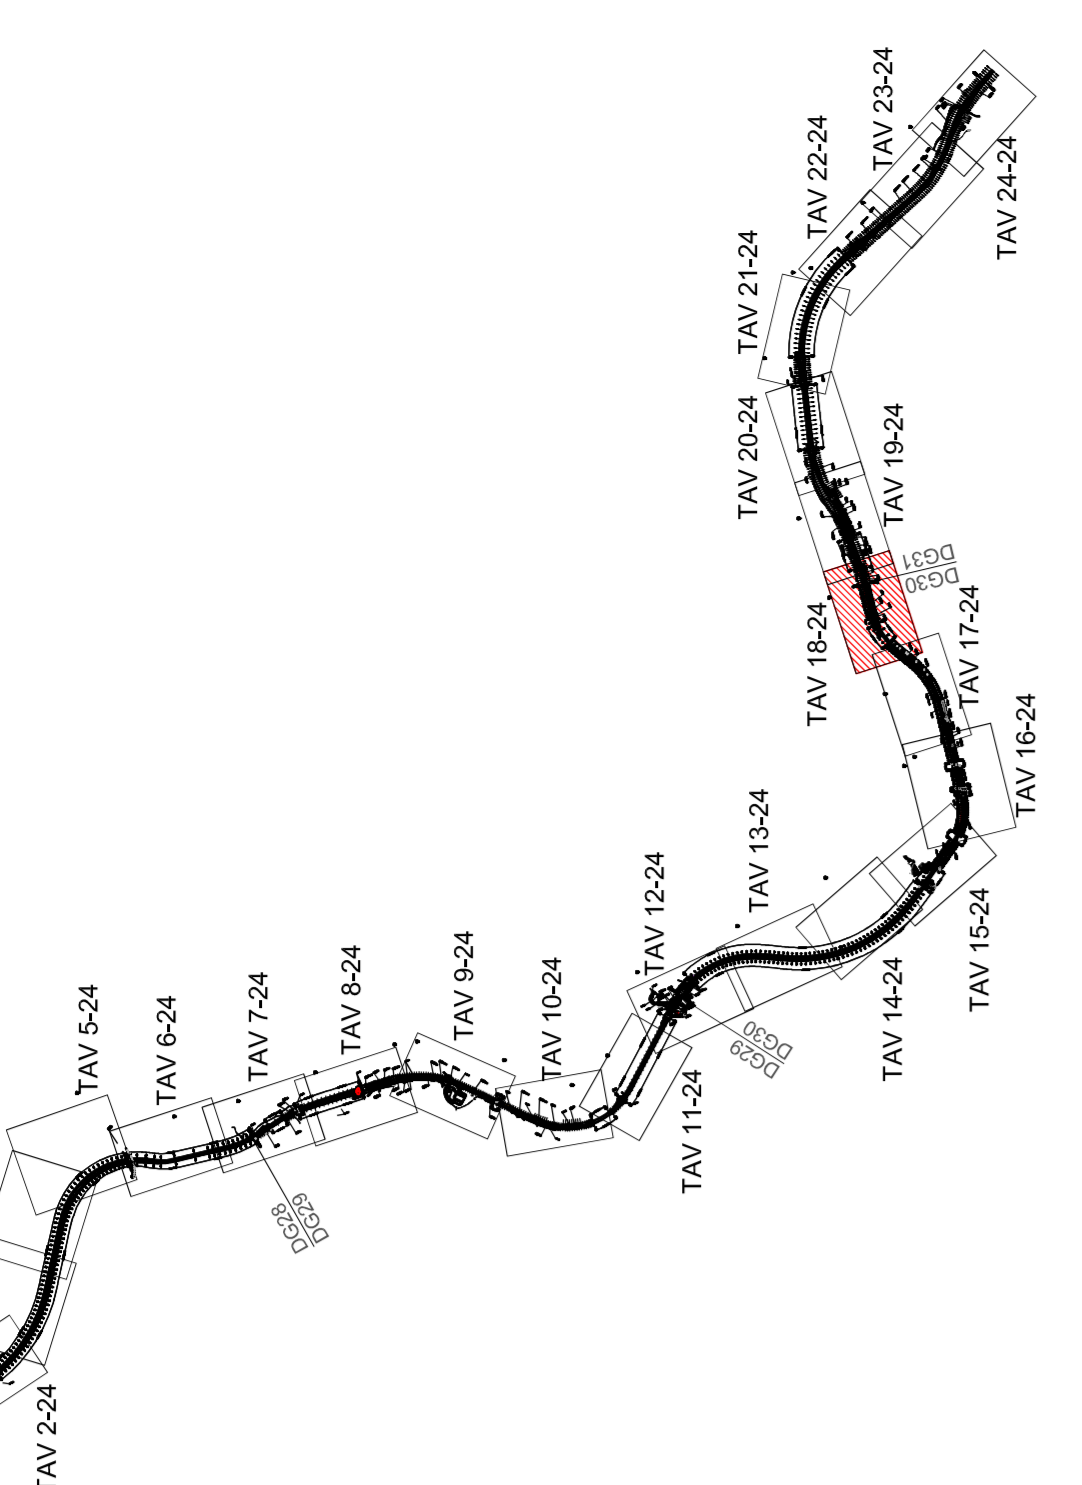 TAV 2-24
TAV 5-24
TAV 6-24
TAV 7-24
TAV 8-24
TAV 9-24
TAV 10-24
TAV 11-24
TAV 12-24
TAV 13-24
TAV 14-24
TAV 15-24
TAV 16-24
TAV 17-24
TAV 18-24
TAV 19-24
TAV 20-24
TAV 21-24
TAV 22-24
TAV 23-24
TAV 24-24
DG28
DG29
DG29
DG30
DG30
DG31